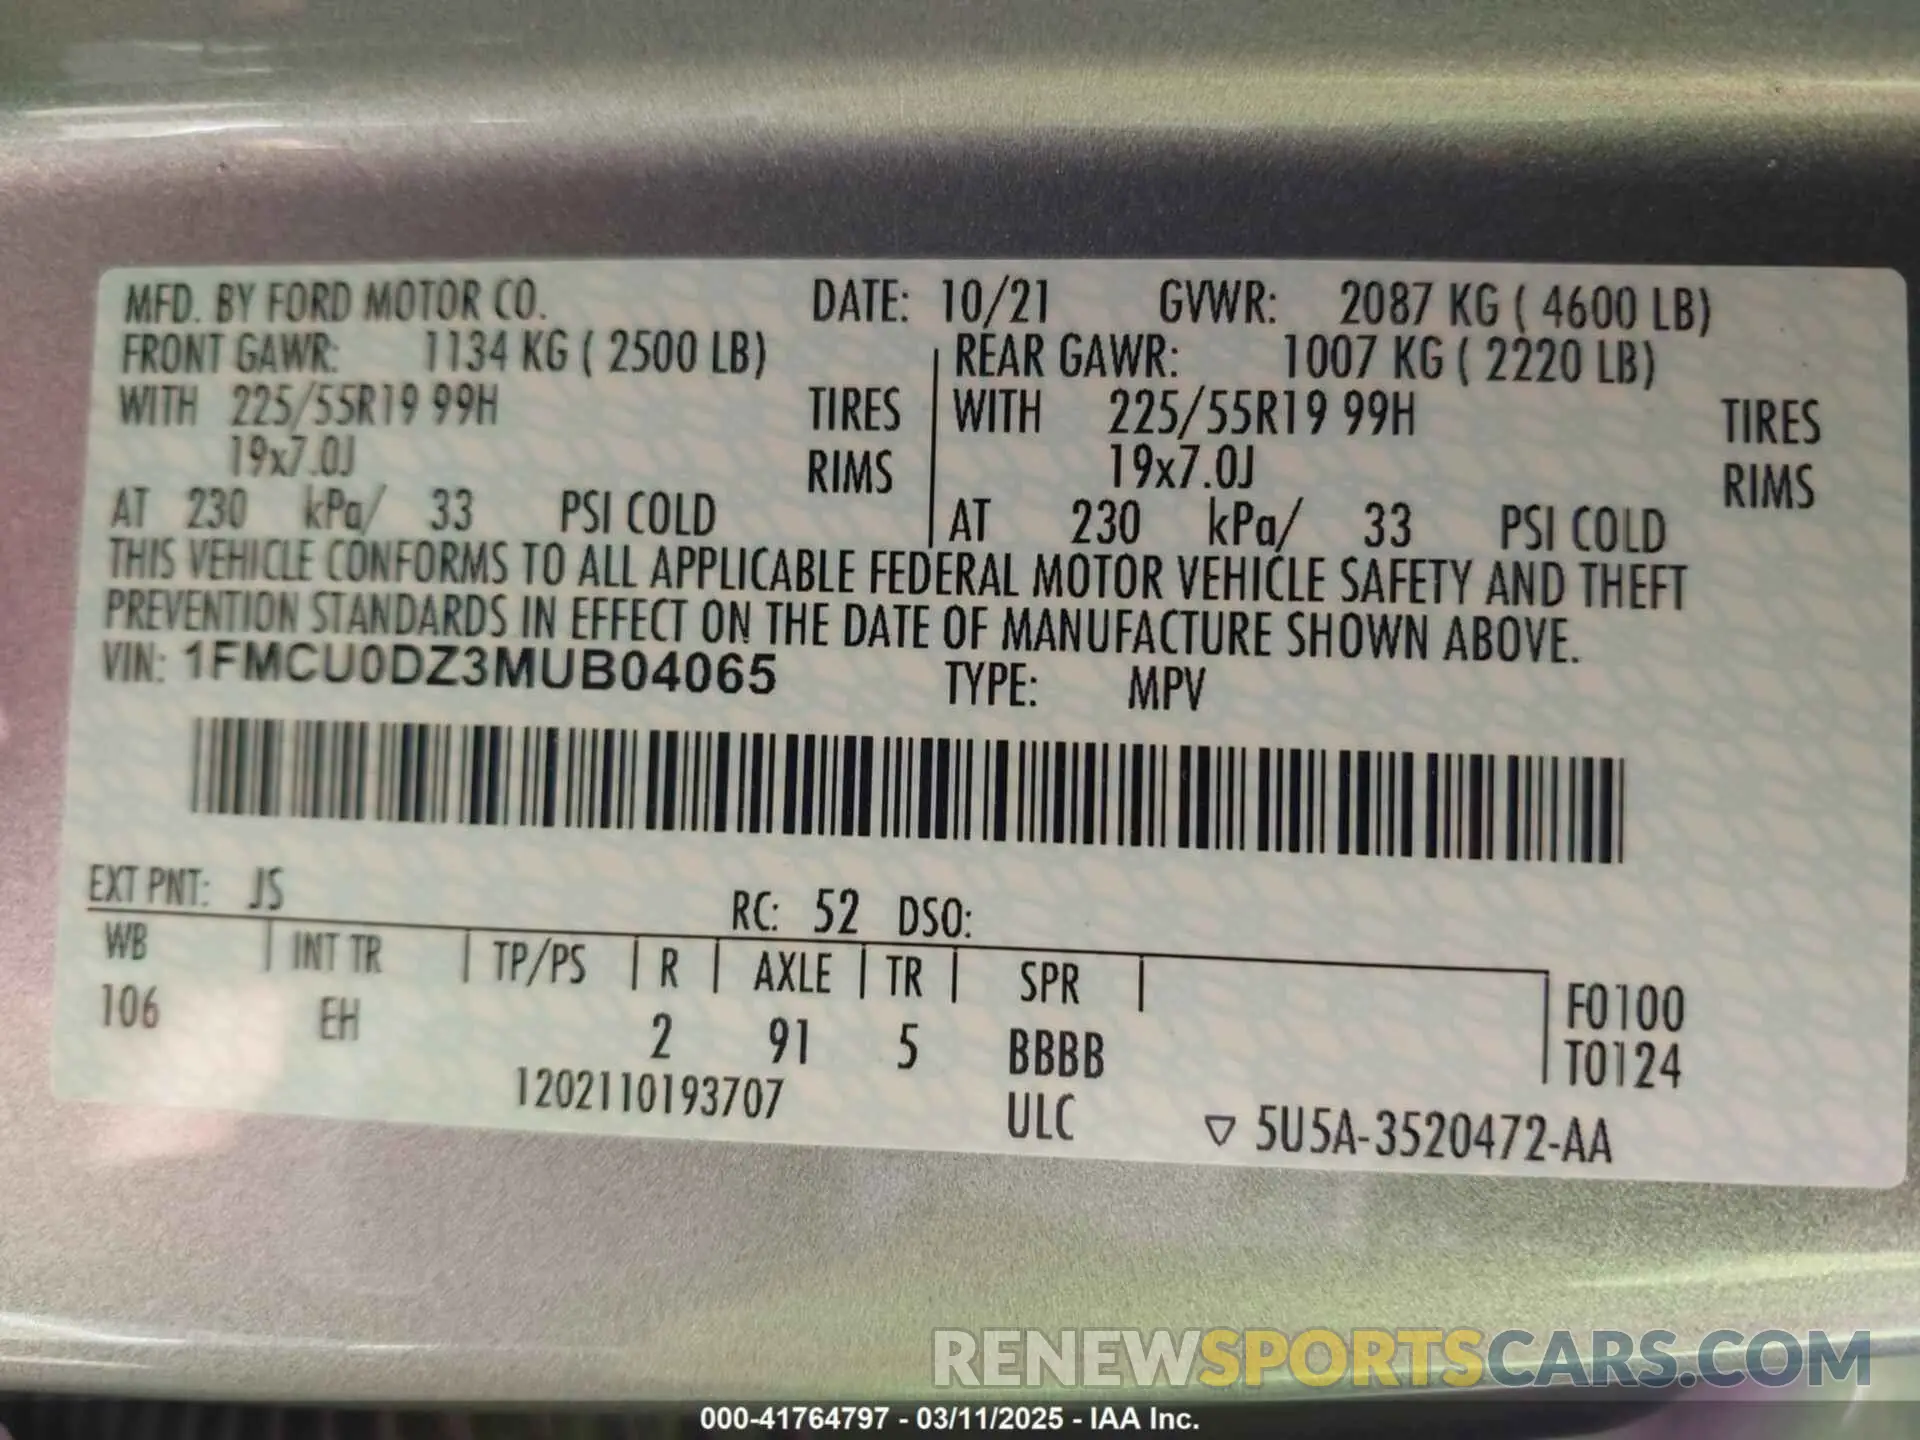 MFD. BY FORD MOTOR CO. DATE: 10/21 GVWR: 2087 KG ( 4600 LB)
FRONT GAWR: 1134 KG ( 2500 LB) REAR GAWR: 1007 KG ( 2220 LB)
WITH 225/55R19 99H TIRES WITH 225/55R19 99H TIRES
19x7.0J RIMS 19x7.0J RIMS
AT 230 kPa/ 33 PSI COLD AT 230 kPa/ 33 PSI COLD
THIS VEHICLE CONFORMS TO ALL APPLICABLE FEDERAL MOTOR VEHICLE SAFETY AND THEFT
PREVENTION STANDARDS IN EFFECT ON THE DATE OF MANUFACTURE SHOWN ABOVE.
VIN: 1FMCU0DZ3MUB04065 TYPE: MPV
EXT PNT: JS RC: 52 DSO:
WB INT TR TP/PS R AXLE TR SPR F0100
106 EH 2 91 5 BBBB T0124
1202110193707 ULC ▽ 5U5A-3520472-AA
RENEWSPORTSCARS.COM
000-41764797 - 03/11/2025 - IAA Inc.